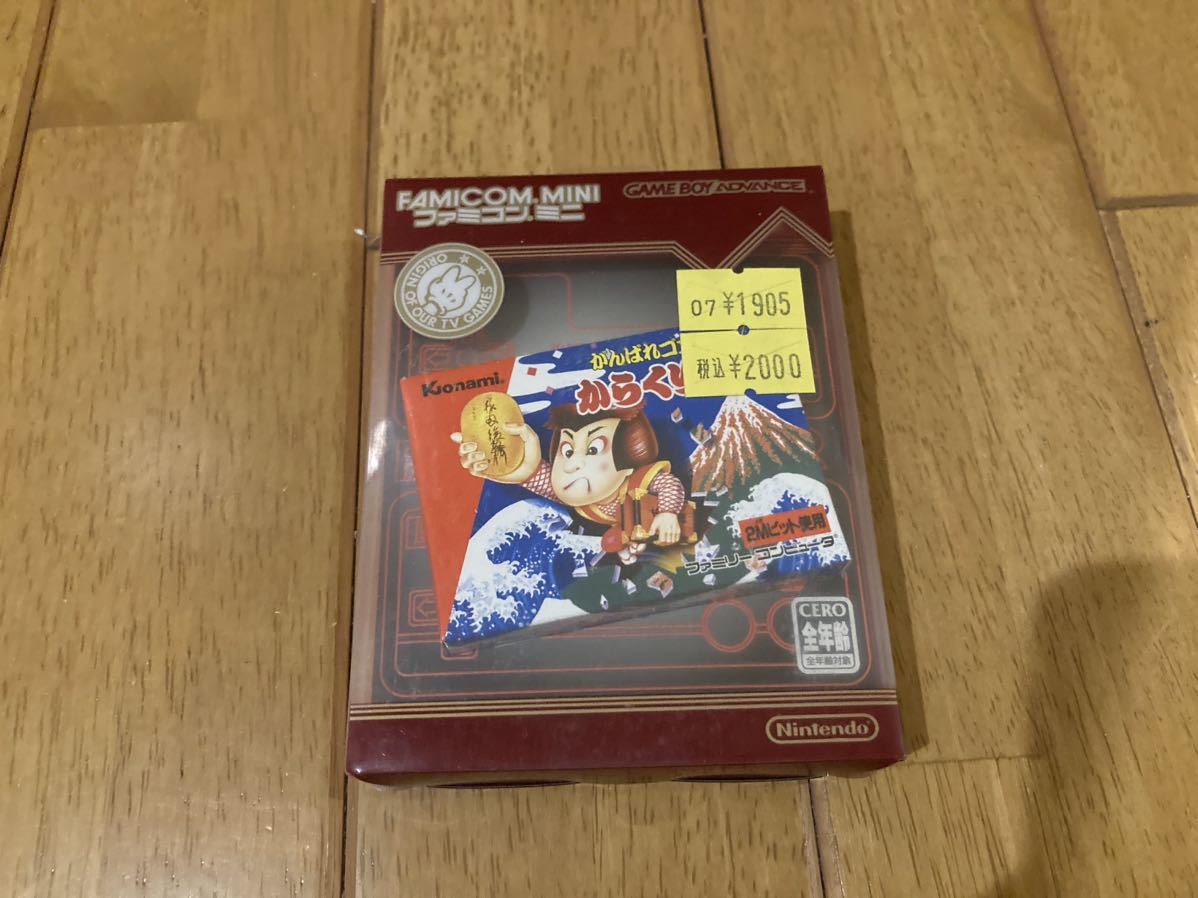 FAMICOM MINI
ファミコン ミニ
GAME BOY ADVANCE
ORIGIN OF OUR TV GAMES
07 ¥1905
税込 ¥2000
Konami
がんばれゴ
からく
2Mビット使用
ファミリーコンピュータ
CERO
全年齢
全年齢対象
Nintendo